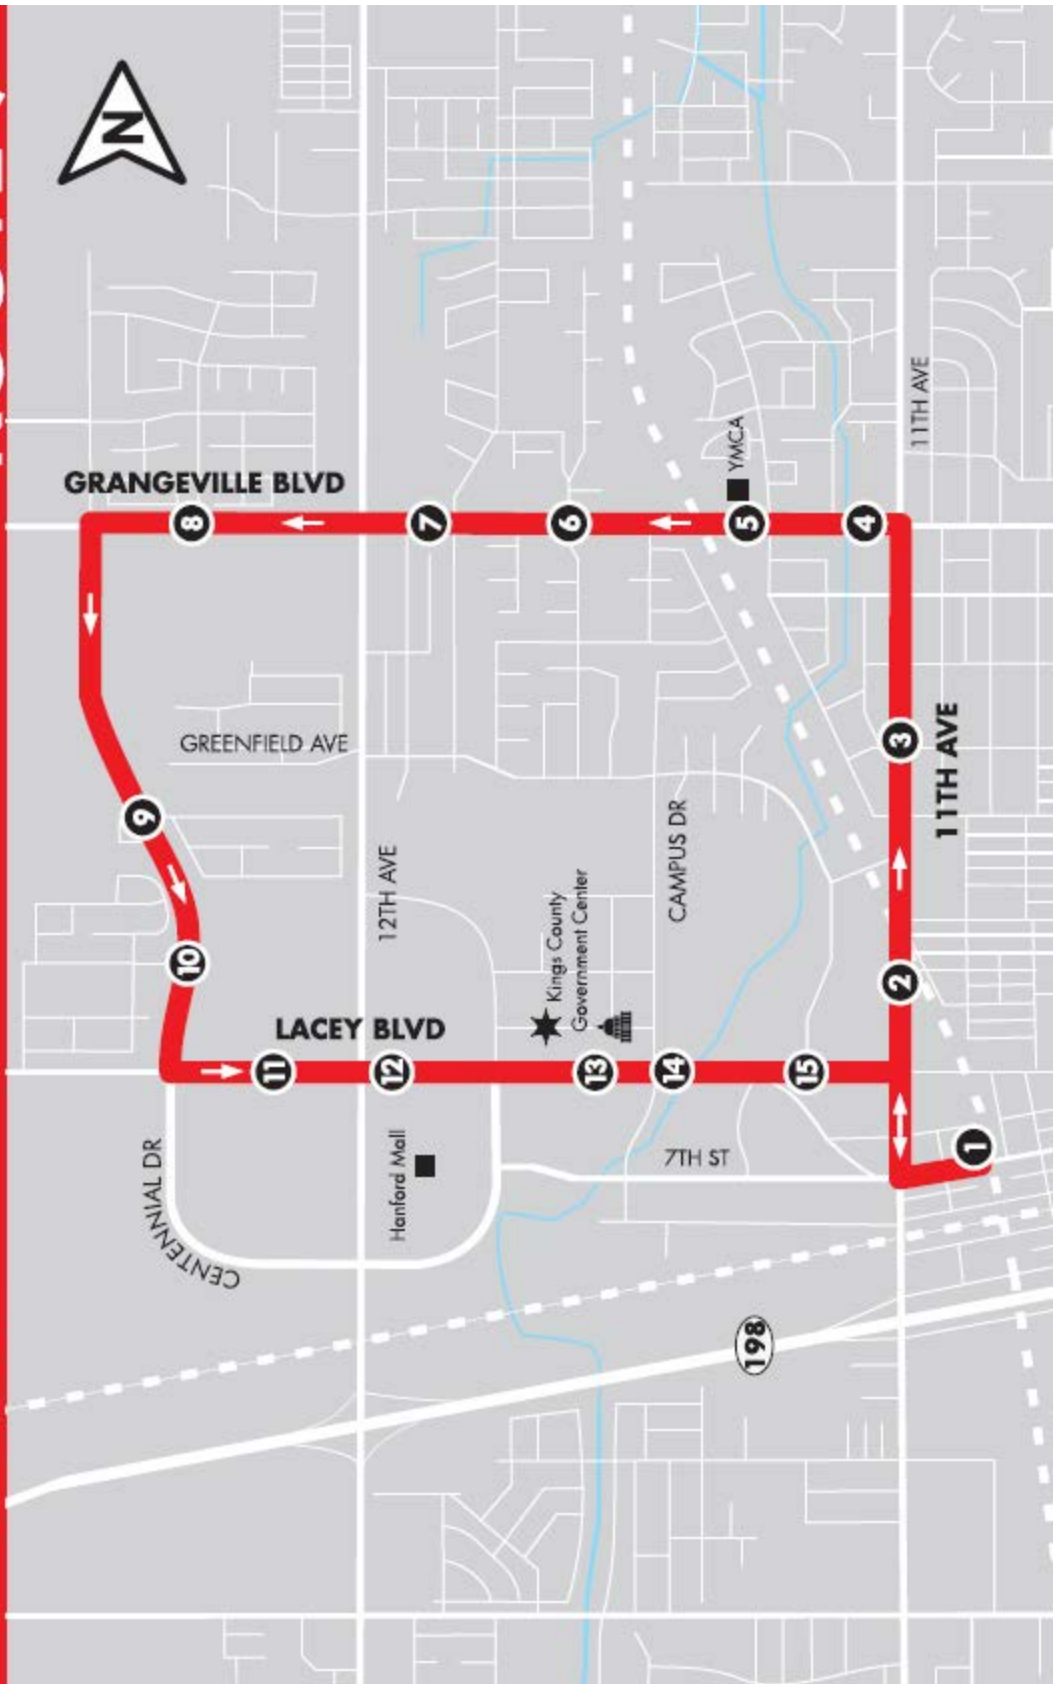 N
GRANGEVILLE BLVD
8
7
6
5
4
YMCA
11TH AVE
GREENFIELD AVE
3
11TH AVE
9
12TH AVE
CAMPUS DR
Kings County
Government Center
10
2
LACEY BLVD
11
12
13
14
15
1
CENTENNIAL DR
Hanford Mall
7TH ST
198